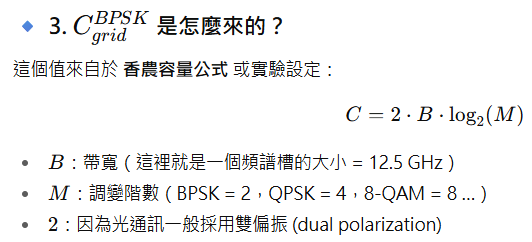 3. C_{grid}^{BPSK} 是怎麼來的？
這個值來自於 香農容量公式 或實驗設定：
C = 2 · B · log₂(M)
• B：帶寬（這裡就是一個頻譜槽的大小 = 12.5 GHz）
• M：調變階數（BPSK = 2，QPSK = 4，8-QAM = 8 ...）
• 2：因為光通訊一般採用雙偏振 (dual polarization)